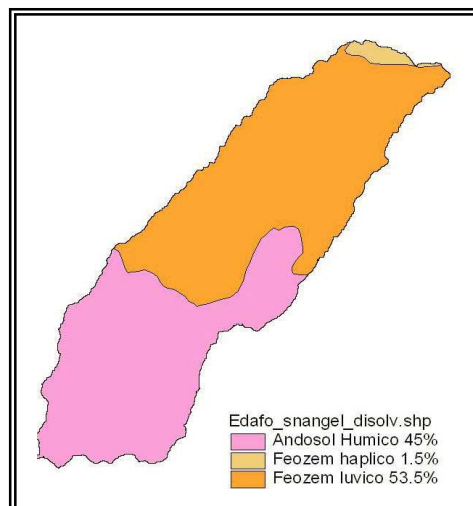 Edafo_snangel_disolv.shp
Andosol Humico 45%
Feozem haplico 1.5%
Feozem luvico 53.5%